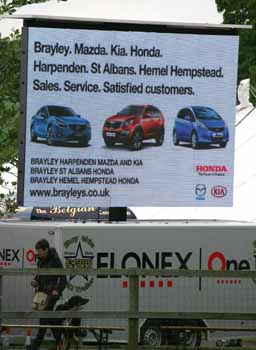 Brayley. Mazda. Kia. Honda.
Harpenden. St Albans. Hemel Hempstead.
Sales. Service. Satisfied customers.
BRAYLEY HARPENDEN MAZDA AND KIA
BRAYLEY ST ALBANS HONDA
BRAYLEY HEMEL HEMPSTEAD HONDA
www.brayleys.co.uk
HONDA
KIA
The Belgian
ELONEX One